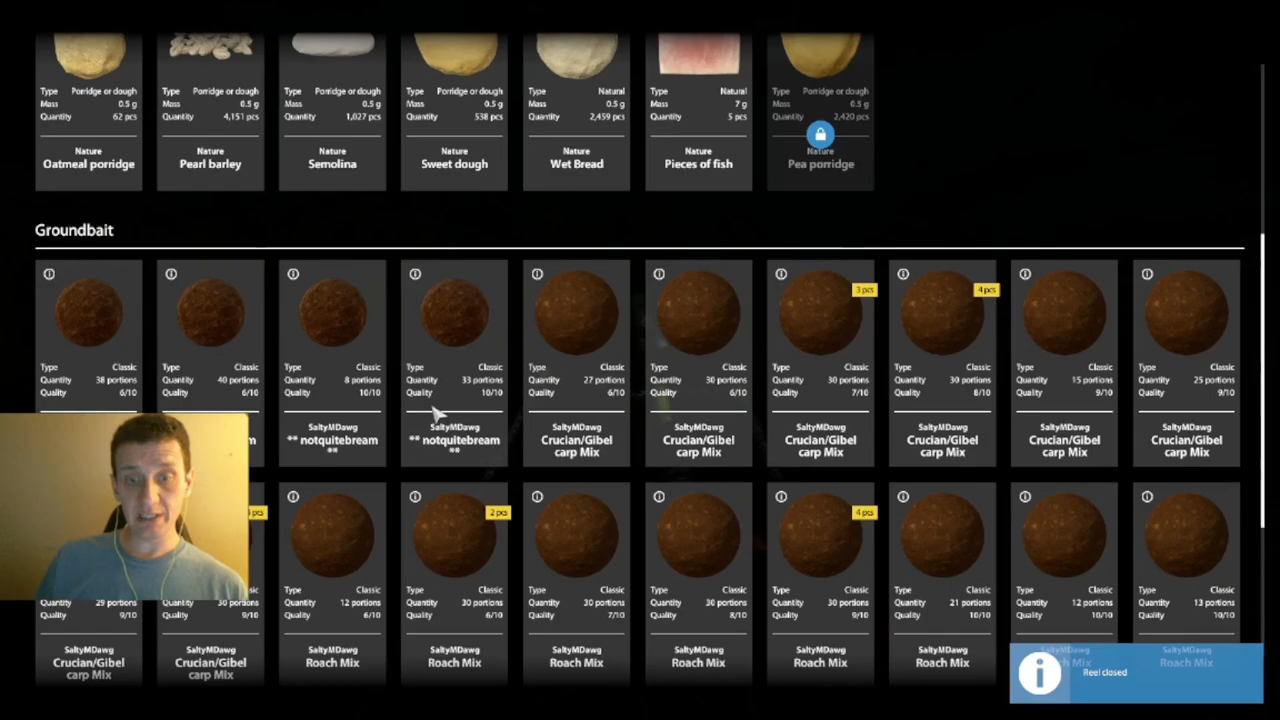 Type Porridge or dough Type Porridge or dough Type Porridge or dough Type Porridge or dough Type Natural Type Natural Type Porridge or dough
Mass 0.5 g Mass 0.5 g Mass 0.5 g Mass 0.5 g Mass 0.5 g Mass 7 g Mass 0.5 g
Quantity 62 pcs Quantity 4,151 pcs Quantity 1,027 pcs Quantity 538 pcs Quantity 2,459 pcs Quantity 5 pcs Quantity 2,420 pcs
Nature Nature Nature Nature Nature Nature Nature
Oatmeal porridge Pearl barley Semolina Sweet dough Wet Bread Pieces of fish Pea porridge
Groundbait
3 pcs 4 pcs
Type Classic Type Classic Type Classic Type Classic Type Classic Type Classic Type Classic Type Classic Type Classic Type Classic
Quantity 38 portions Quantity 40 portions Quantity 8 portions Quantity 33 portions Quantity 27 portions Quantity 30 portions Quantity 30 portions Quantity 30 portions Quantity 15 portions Quantity 25 portions
Quality 6/10 Quality 6/10 Quality 10/10 Quality 10/10 Quality 6/10 Quality 6/10 Quality 7/10 Quality 8/10 Quality 9/10 Quality 9/10
SaltyMDawg SaltyMDawg SaltyMDawg SaltyMDawg SaltyMDawg SaltyMDawg SaltyMDawg SaltyMDawg
** notquitebream ** notquitebream Crucian/Gibel Crucian/Gibel Crucian/Gibel Crucian/Gibel Crucian/Gibel Crucian/Gibel
** ** carp Mix carp Mix carp Mix carp Mix carp Mix carp Mix
pcs 2 pcs 4 pcs
Type Classic Type Classic Type Classic Type Classic Type Classic Type Classic Type Classic Type Classic
Quantity 29 portions Quantity 30 portions Quantity 12 portions Quantity 30 portions Quantity 30 portions Quantity 30 portions Quantity 30 portions Quantity 21 portions Quantity 12 portions Quantity 13 portions
Quality 9/10 Quality 9/10 Quality 6/10 Quality 6/10 Quality 7/10 Quality 8/10 Quality 9/10 Quality 10/10 Quality 10/10 Quality 10/10
SaltyMDawg SaltyMDawg SaltyMDawg SaltyMDawg SaltyMDawg SaltyMDawg SaltyMDawg SaltyMDawg SaltyMDawg SaltyMDawg
Crucian/Gibel Crucian/Gibel Roach Mix Roach Mix Roach Mix Roach Mix Roach Mix Roach Mix Mix Roach Mix
carp Mix carp Mix
Reel closed